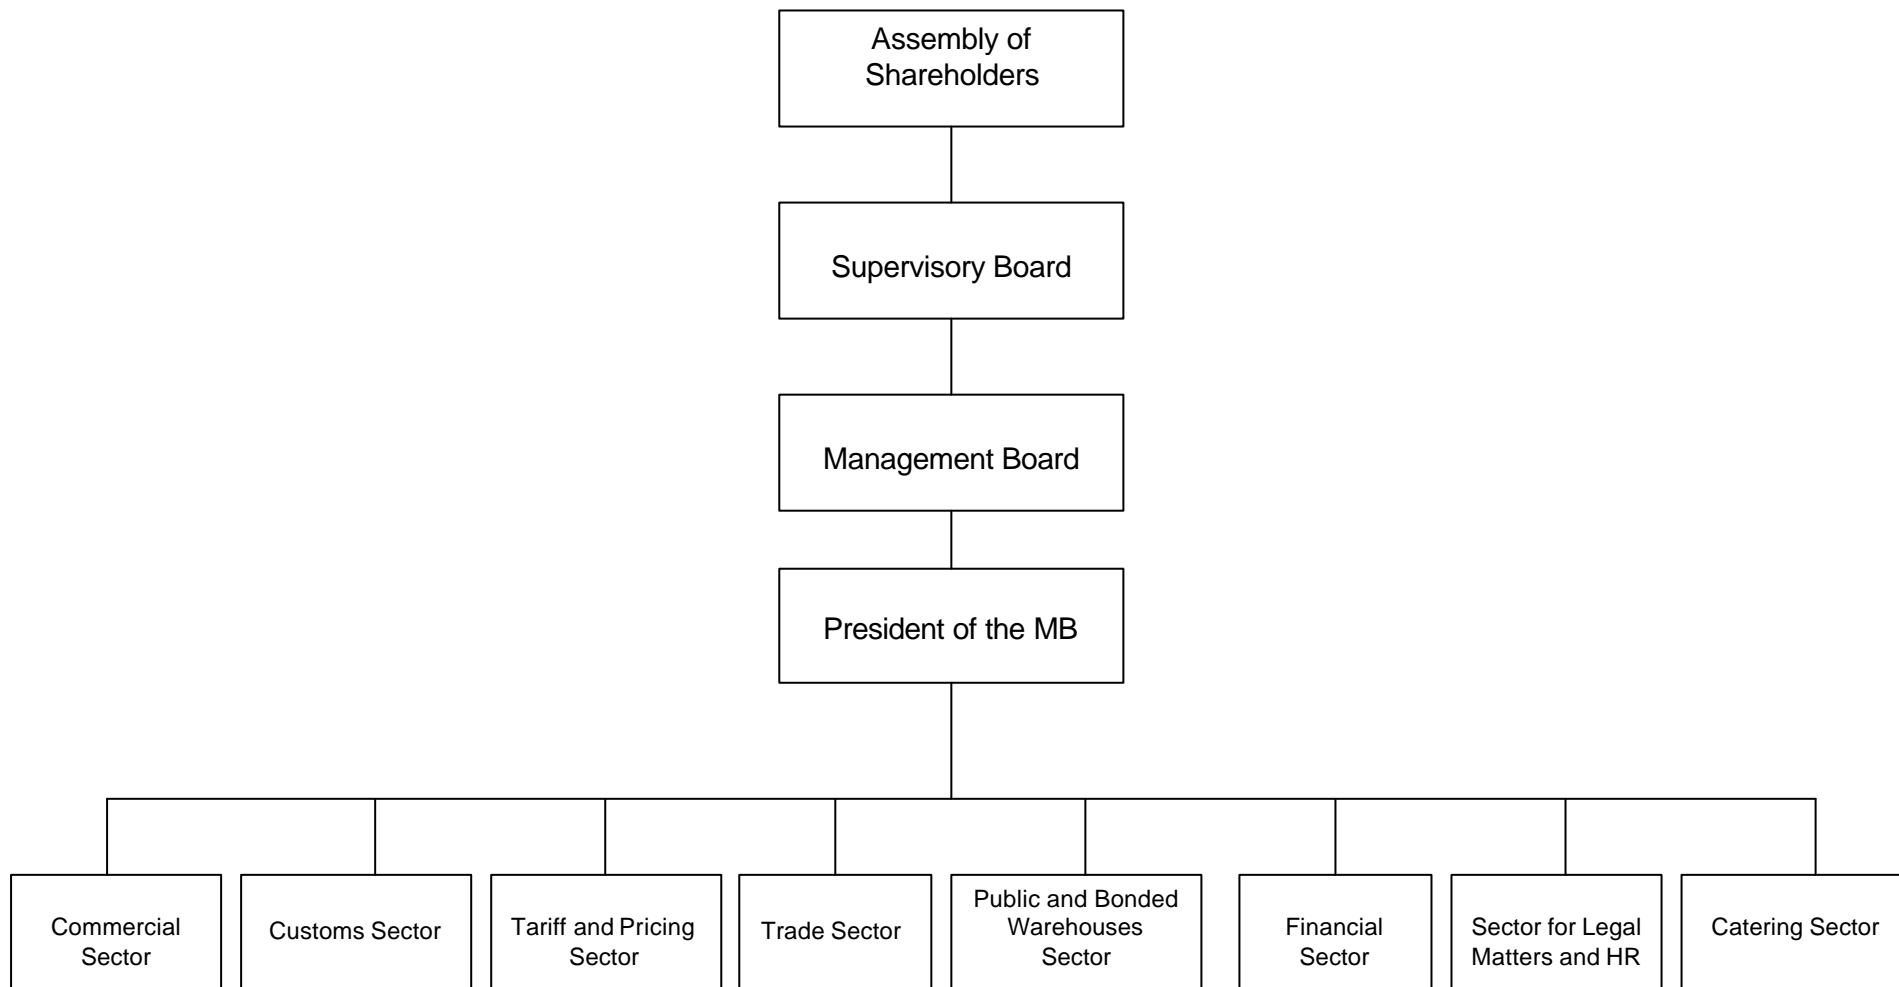 Assembly of
Shareholders
Supervisory Board
Management Board
President of the MB
Commercial
Sector
Customs Sector
Tariff and Pricing
Sector
Trade Sector
Public and Bonded
Warehouses
Sector
Financial
Sector
Sector for Legal
Matters and HR
Catering Sector